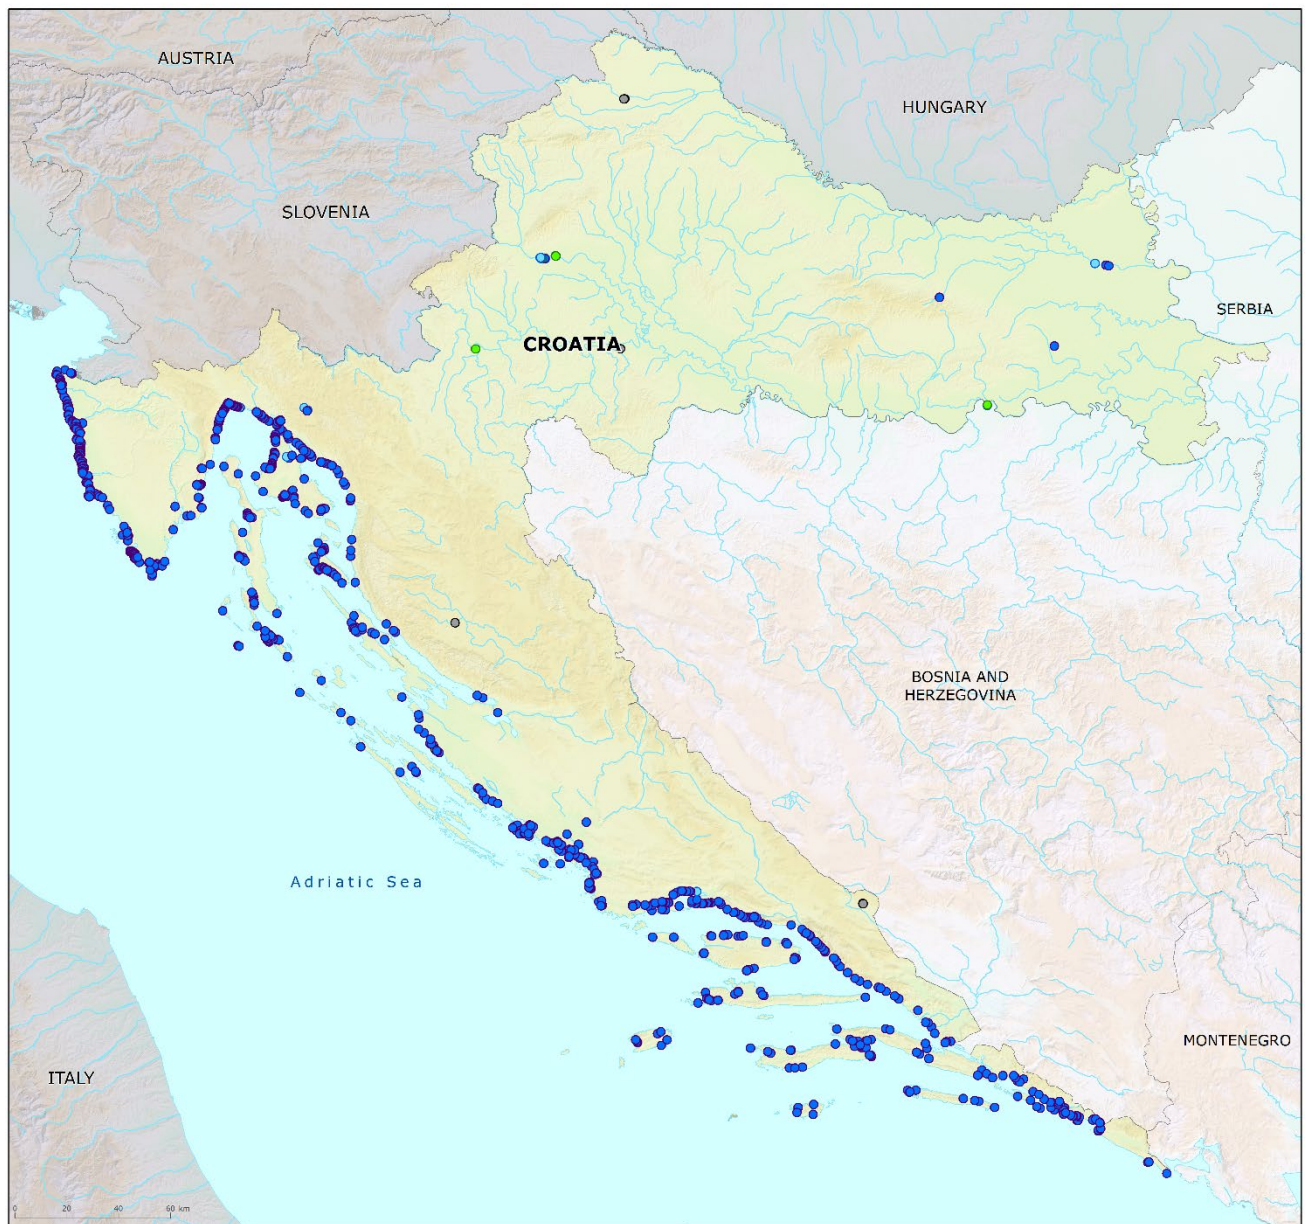 AUSTRIA
HUNGARY
SLOVENIA
SERBIA
CROATIA
BOSNIA AND
HERZEGOVINA
Adriatic Sea
MONTENEGRO
ITALY
0 20 40 60 km